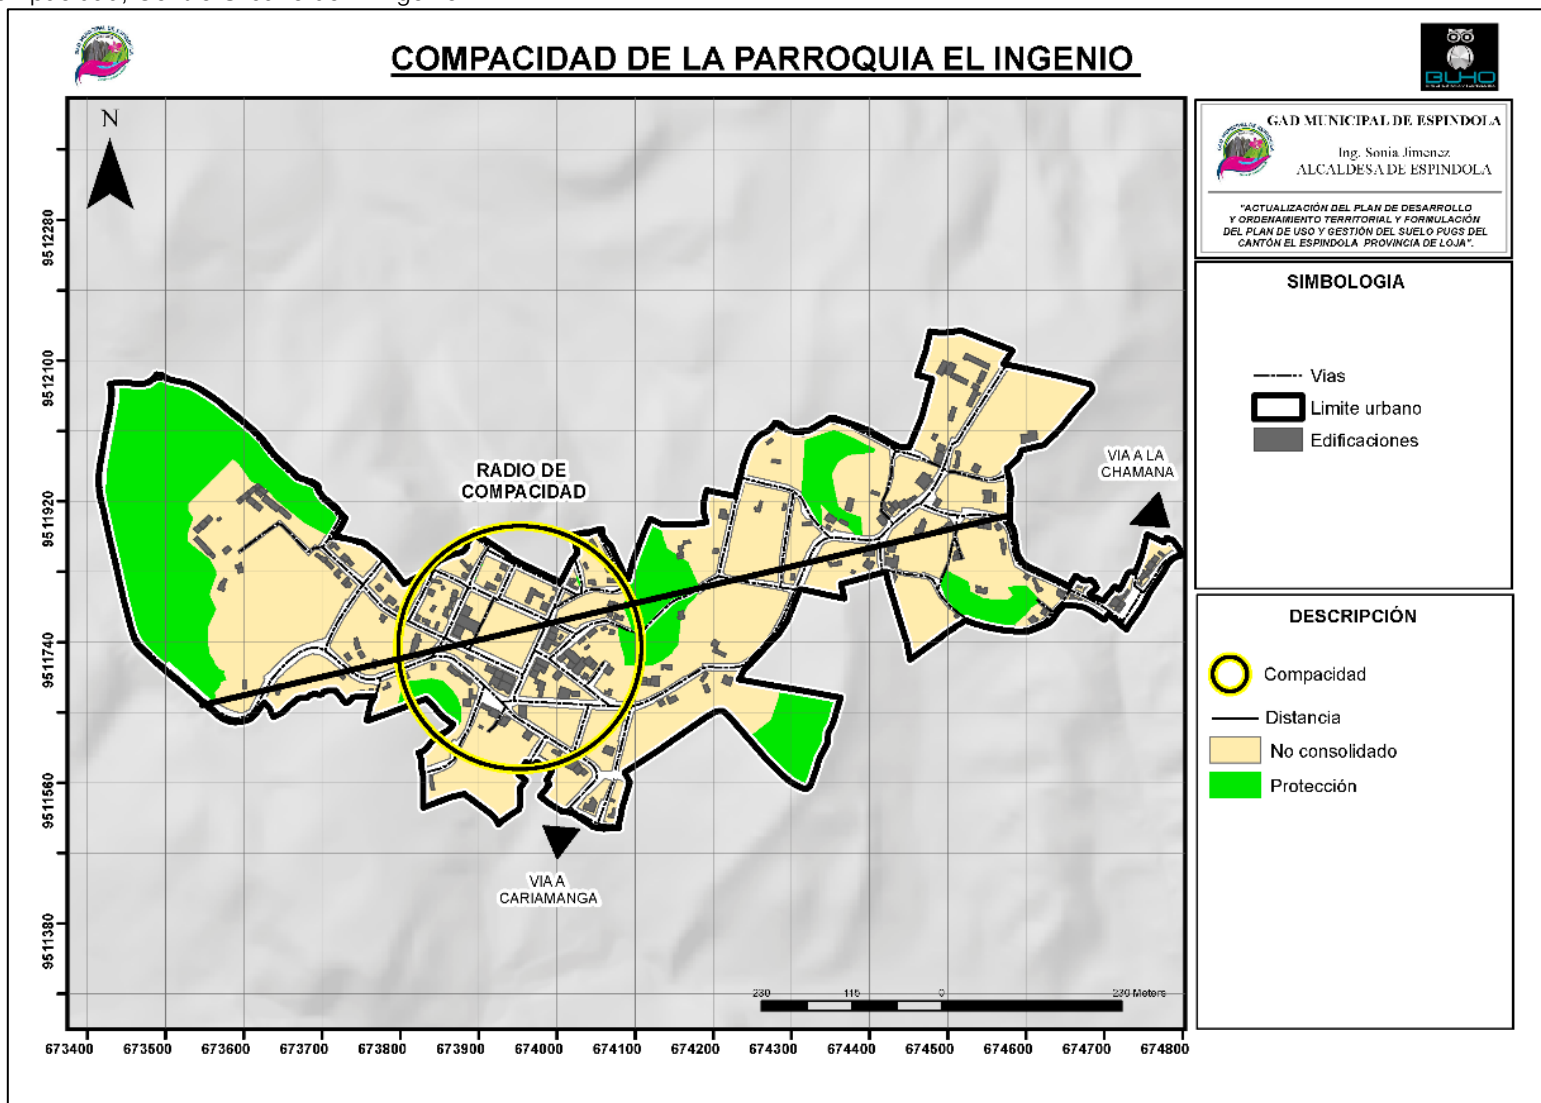 COMPACIDAD DE LA PARROQUIA EL INGENIO
BUHO
N
GAD MUNICIPAL DE ESPINDOLA
Ing. Sonia Jimenez
ALCALDESA DE ESPINDOLA
"ACTUALIZACIÓN DEL PLAN DE DESARROLLO
Y ORDENAMIENTO TERRITORIAL Y FORMULACIÓN
DEL PLAN DE USO Y GESTIÓN DEL SUELO PUGS DEL
CANTÓN EL ESPINDOLA PROVINCIA DE LOJA".
SIMBOLOGIA
Vias
Limite urbano
Edificaciones
DESCRIPCIÓN
Compacidad
Distancia
No consolidado
Protección
RADIO DE
COMPACIDAD
VIA A LA
CHAMANA
VIA A
CARIAMANGA
9512280
9512100
9511920
9511740
9511560
9511380
230 115 0 230 Meters
673400 673500 673600 673700 673800 673900 674000 674100 674200 674300 674400 674500 674600 674700 674800